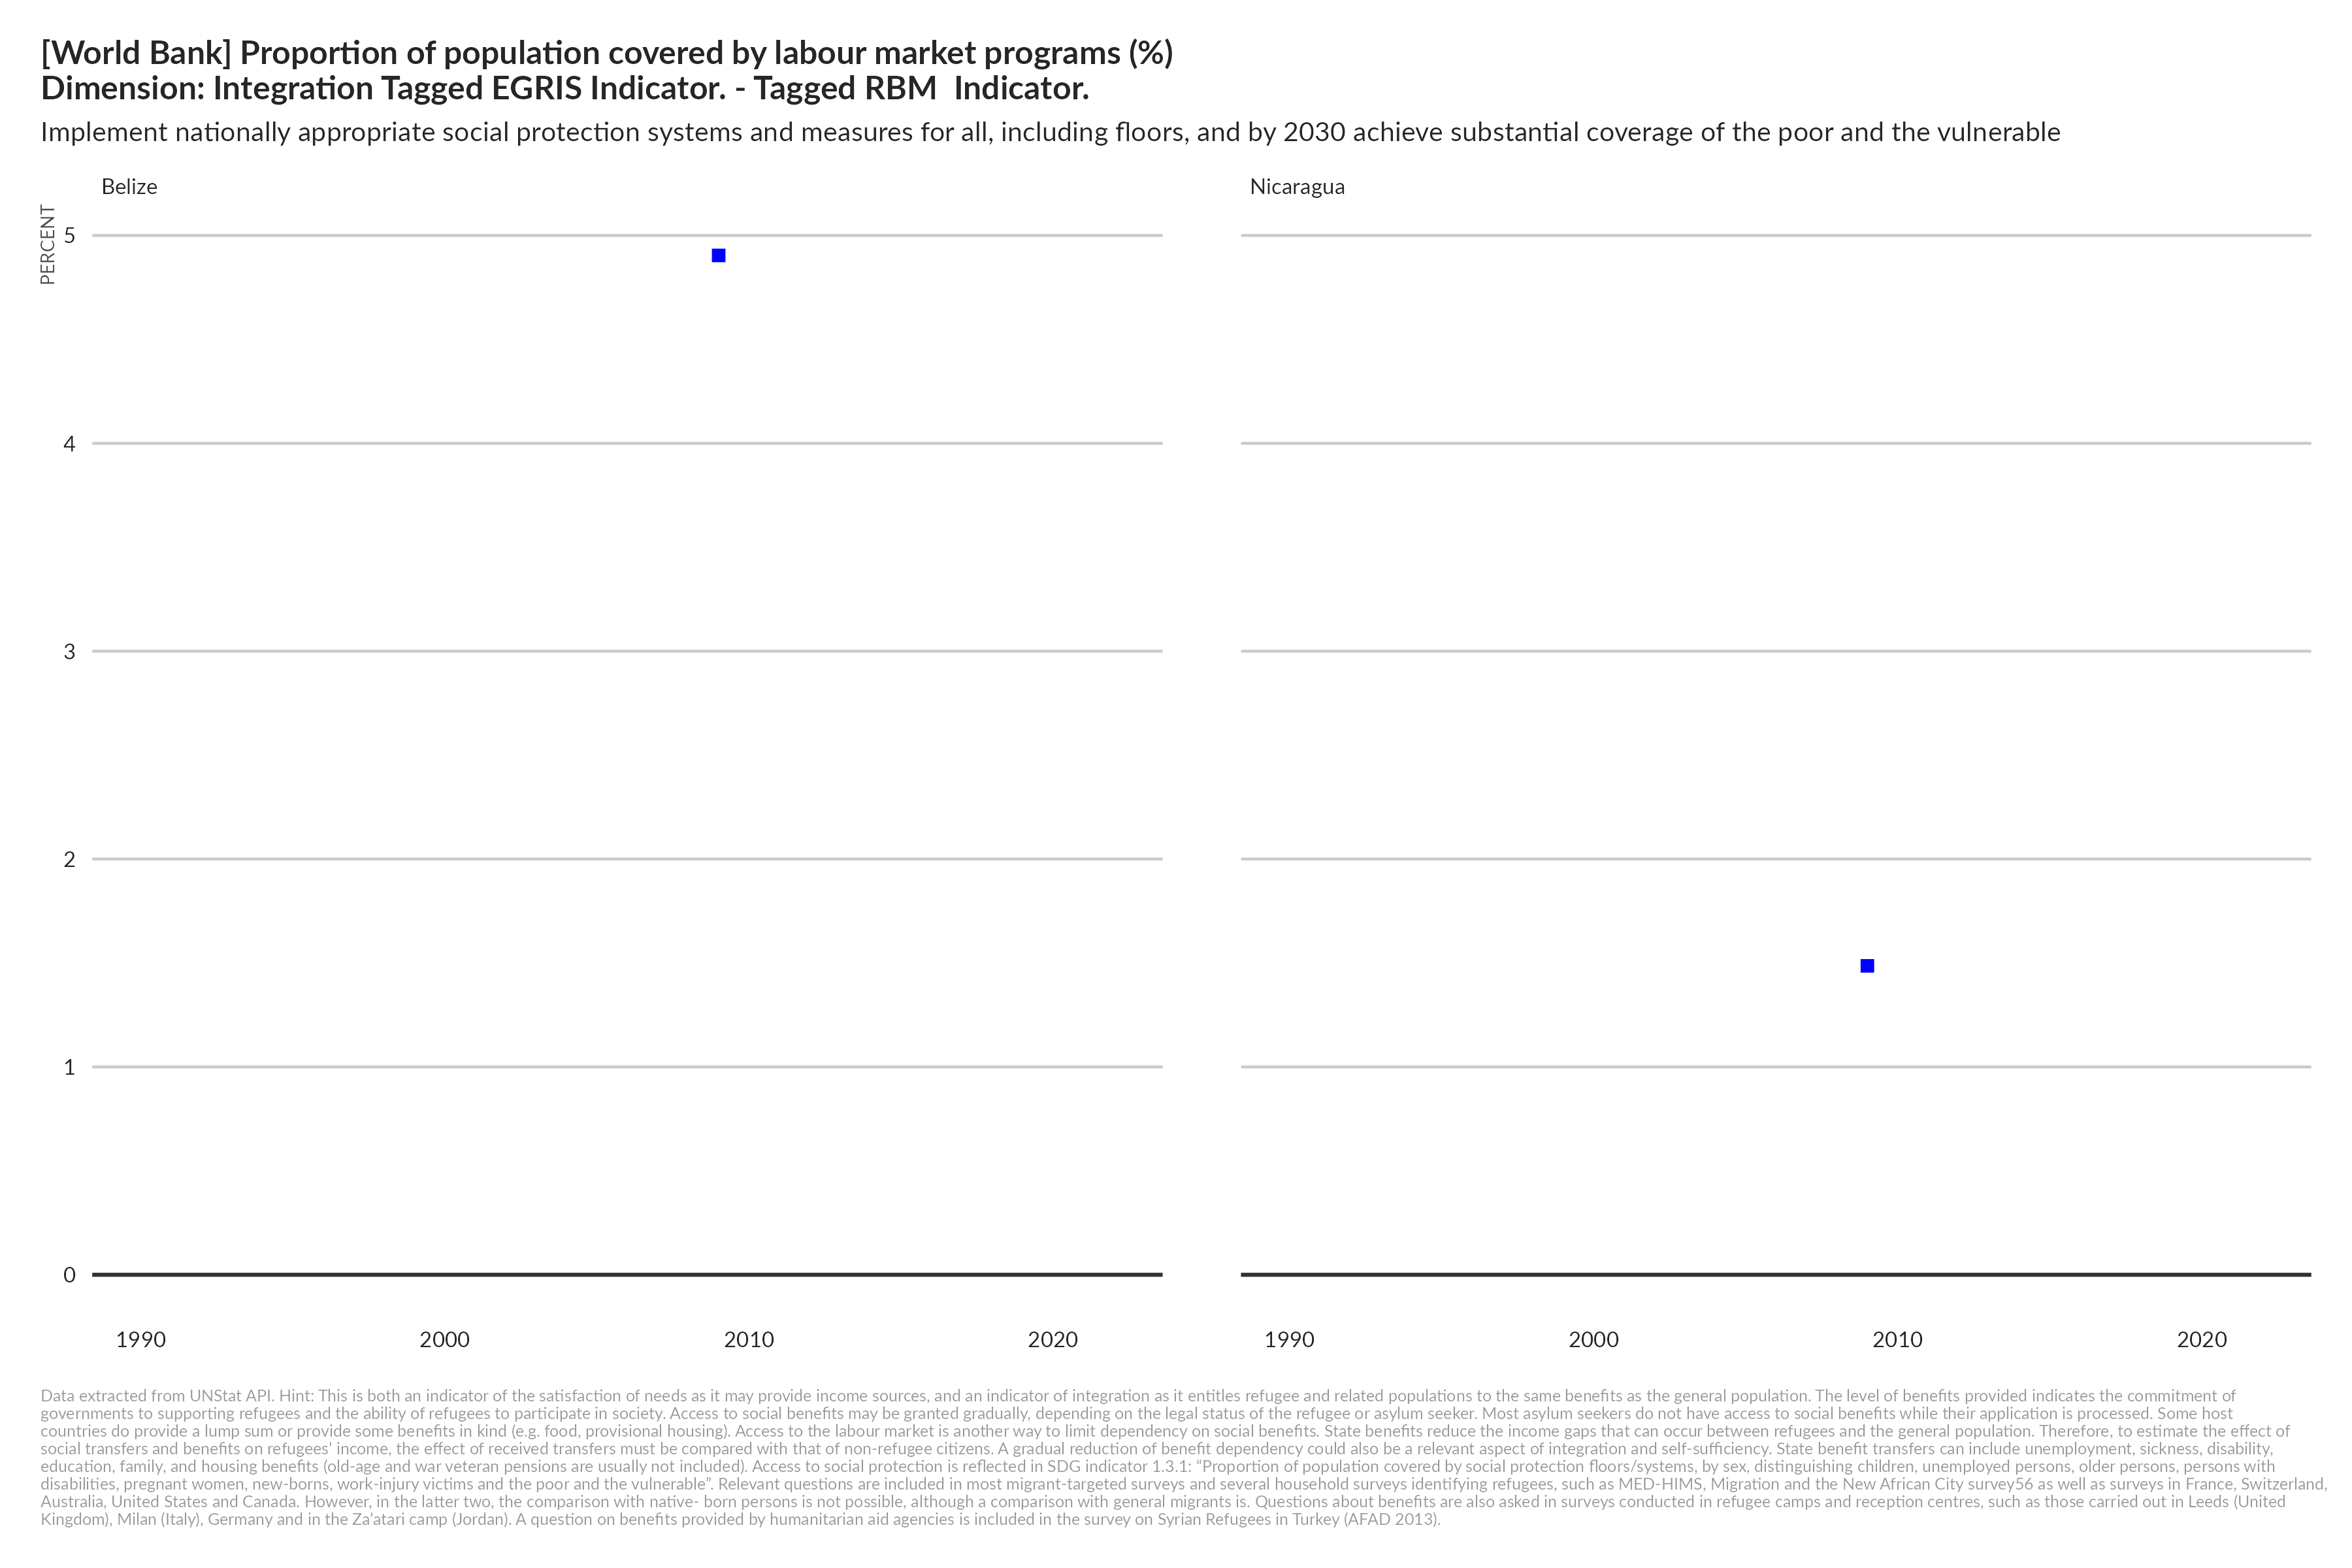 [World Bank] Proportion of population covered by labour market programs (%)
Dimension: Integration Tagged EGRIS Indicator. - Tagged RBM  Indicator.
Implement nationally appropriate social protection systems and measures for all, including floors, and by 2030 achieve substantial coverage of the poor and the vulnerable
Belize
Nicaragua
PERCENT
5
4
3
2
1
0
1990 2000 2010 2020
1990 2000 2010 2020
Data extracted from UNStat API. Hint: This is both an indicator of the satisfaction of needs as it may provide income sources, and an indicator of integration as it entitles refugee and related populations to the same benefits as the general population. The level of benefits provided indicates the commitment of
governments to supporting refugees and the ability of refugees to participate in society. Access to social benefits may be granted gradually, depending on the legal status of the refugee or asylum seeker. Most asylum seekers do not have access to social benefits while their application is processed. Some host
countries do provide a lump sum or provide some benefits in kind (e.g. food, provisional housing). Access to the labour market is another way to limit dependency on social benefits. State benefits reduce the income gaps that can occur between refugees and the general population. Therefore, to estimate the effect of
social transfers and benefits on refugees' income, the effect of received transfers must be compared with that of non-refugee citizens. A gradual reduction of benefit dependency could also be a relevant aspect of integration and self-sufficiency. State benefit transfers can include unemployment, sickness, disability,
education, family, and housing benefits (old-age and war veteran pensions are usually not included). Access to social protection is reflected in SDG indicator 1.3.1: “Proportion of population covered by social protection floors/systems, by sex, distinguishing children, unemployed persons, older persons, persons with
disabilities, pregnant women, new-borns, work-injury victims and the poor and the vulnerable”. Relevant questions are included in most migrant-targeted surveys and several household surveys identifying refugees, such as MED-HIMS, Migration and the New African City survey56 as well as surveys in France, Switzerland,
Australia, United States and Canada. However, in the latter two, the comparison with native- born persons is not possible, although a comparison with general migrants is. Questions about benefits are also asked in surveys conducted in refugee camps and reception centres, such as those carried out in Leeds (United
Kingdom), Milan (Italy), Germany and in the Za'atari camp (Jordan). A question on benefits provided by humanitarian aid agencies is included in the survey on Syrian Refugees in Turkey (AFAD 2013).